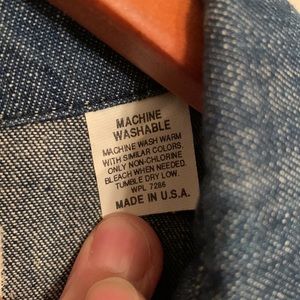 MACHINE
WASHABLE
MACHINE WASH WARM
WITH SIMILAR COLORS.
ONLY NON-CHLORINE
BLEACH WHEN NEEDED.
TUMBLE DRY LOW.
WPL 7286
MADE IN U.S.A.